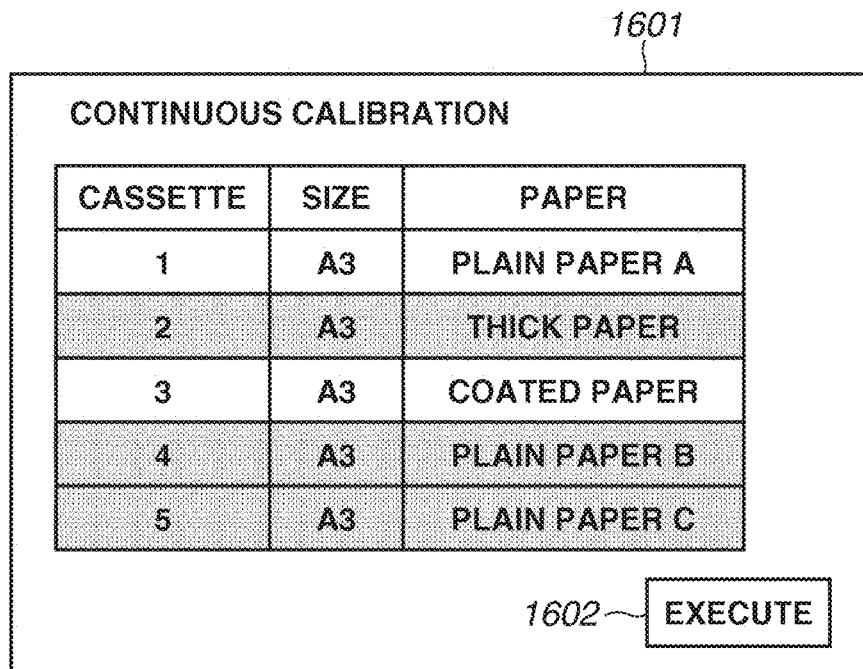 1601
CONTINUOUS CALIBRATION
CASSETTE SIZE PAPER
1 A3 PLAIN PAPER A
2 A3 THICK PAPER
3 A3 COATED PAPER
4 A3 PLAIN PAPER B
5 A3 PLAIN PAPER C
1602 EXECUTE